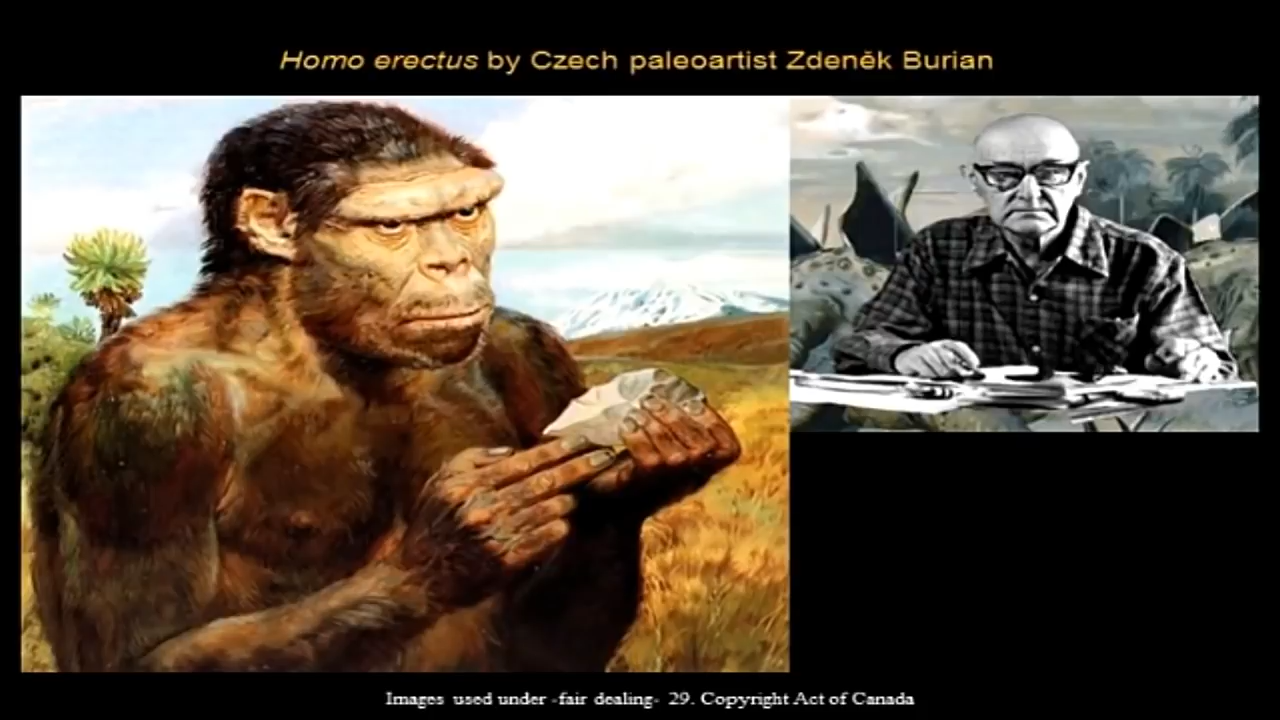 Homo erectus by Czech paleoartist Zdeněk Burian
Images used under -fair dealing- 29. Copyright Act of Canada